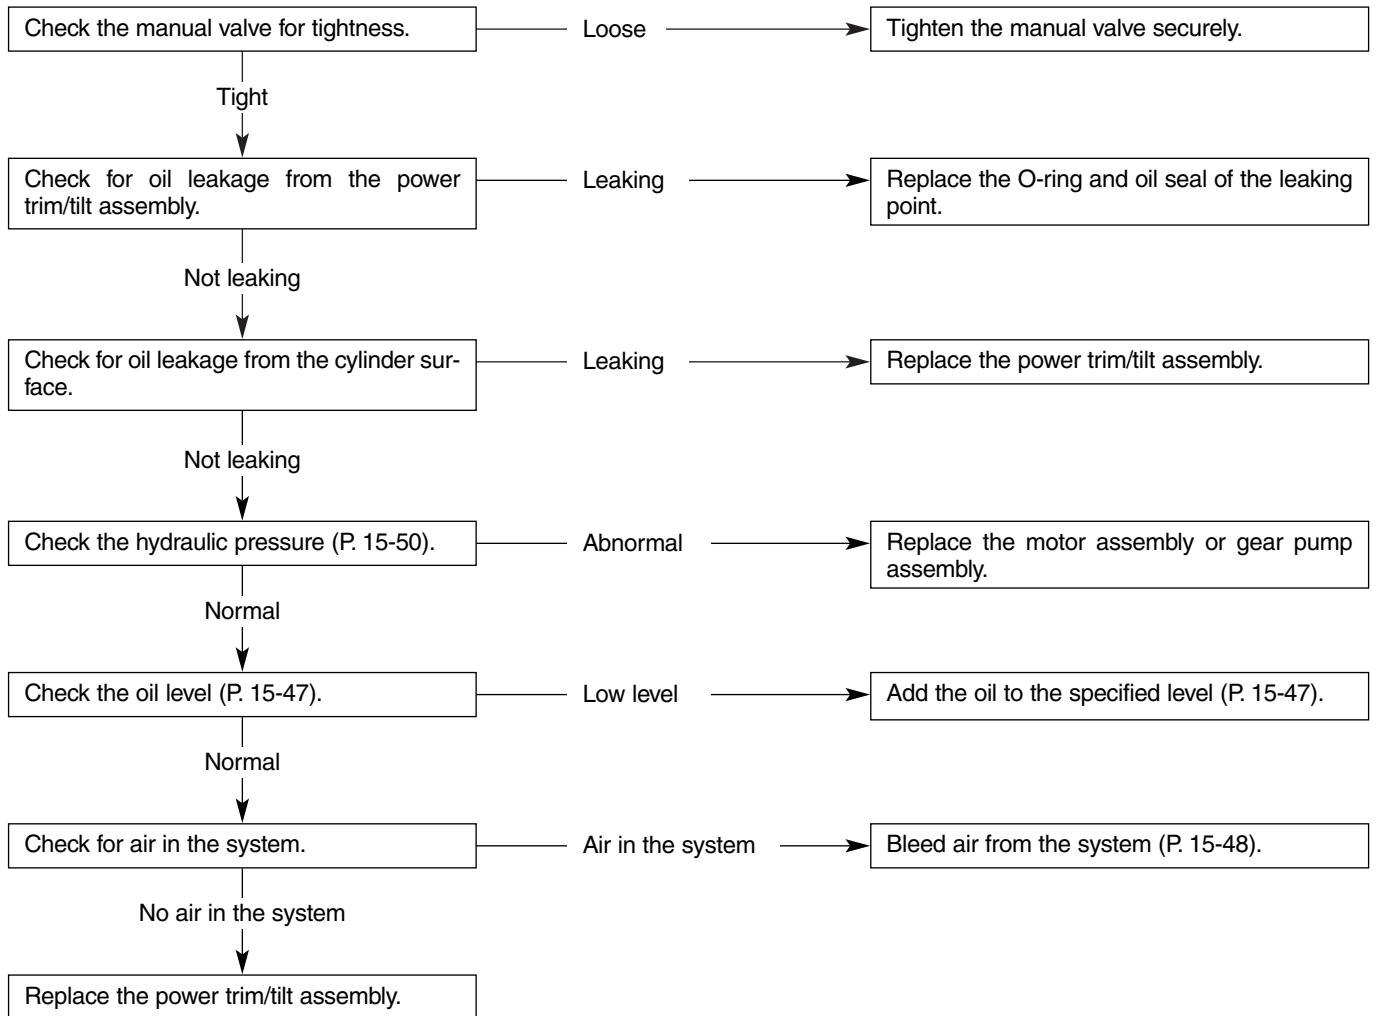 Check the manual valve for tightness.
Loose
Tighten the manual valve securely.
Tight
Check for oil leakage from the power
trim/tilt assembly.
Leaking
Replace the O-ring and oil seal of the leaking
point.
Not leaking
Check for oil leakage from the cylinder sur-
face.
Leaking
Replace the power trim/tilt assembly.
Not leaking
Check the hydraulic pressure (P. 15-50).
Abnormal
Replace the motor assembly or gear pump
assembly.
Normal
Check the oil level (P. 15-47).
Low level
Add the oil to the specified level (P. 15-47).
Normal
Check for air in the system.
Air in the system
Bleed air from the system (P. 15-48).
No air in the system
Replace the power trim/tilt assembly.